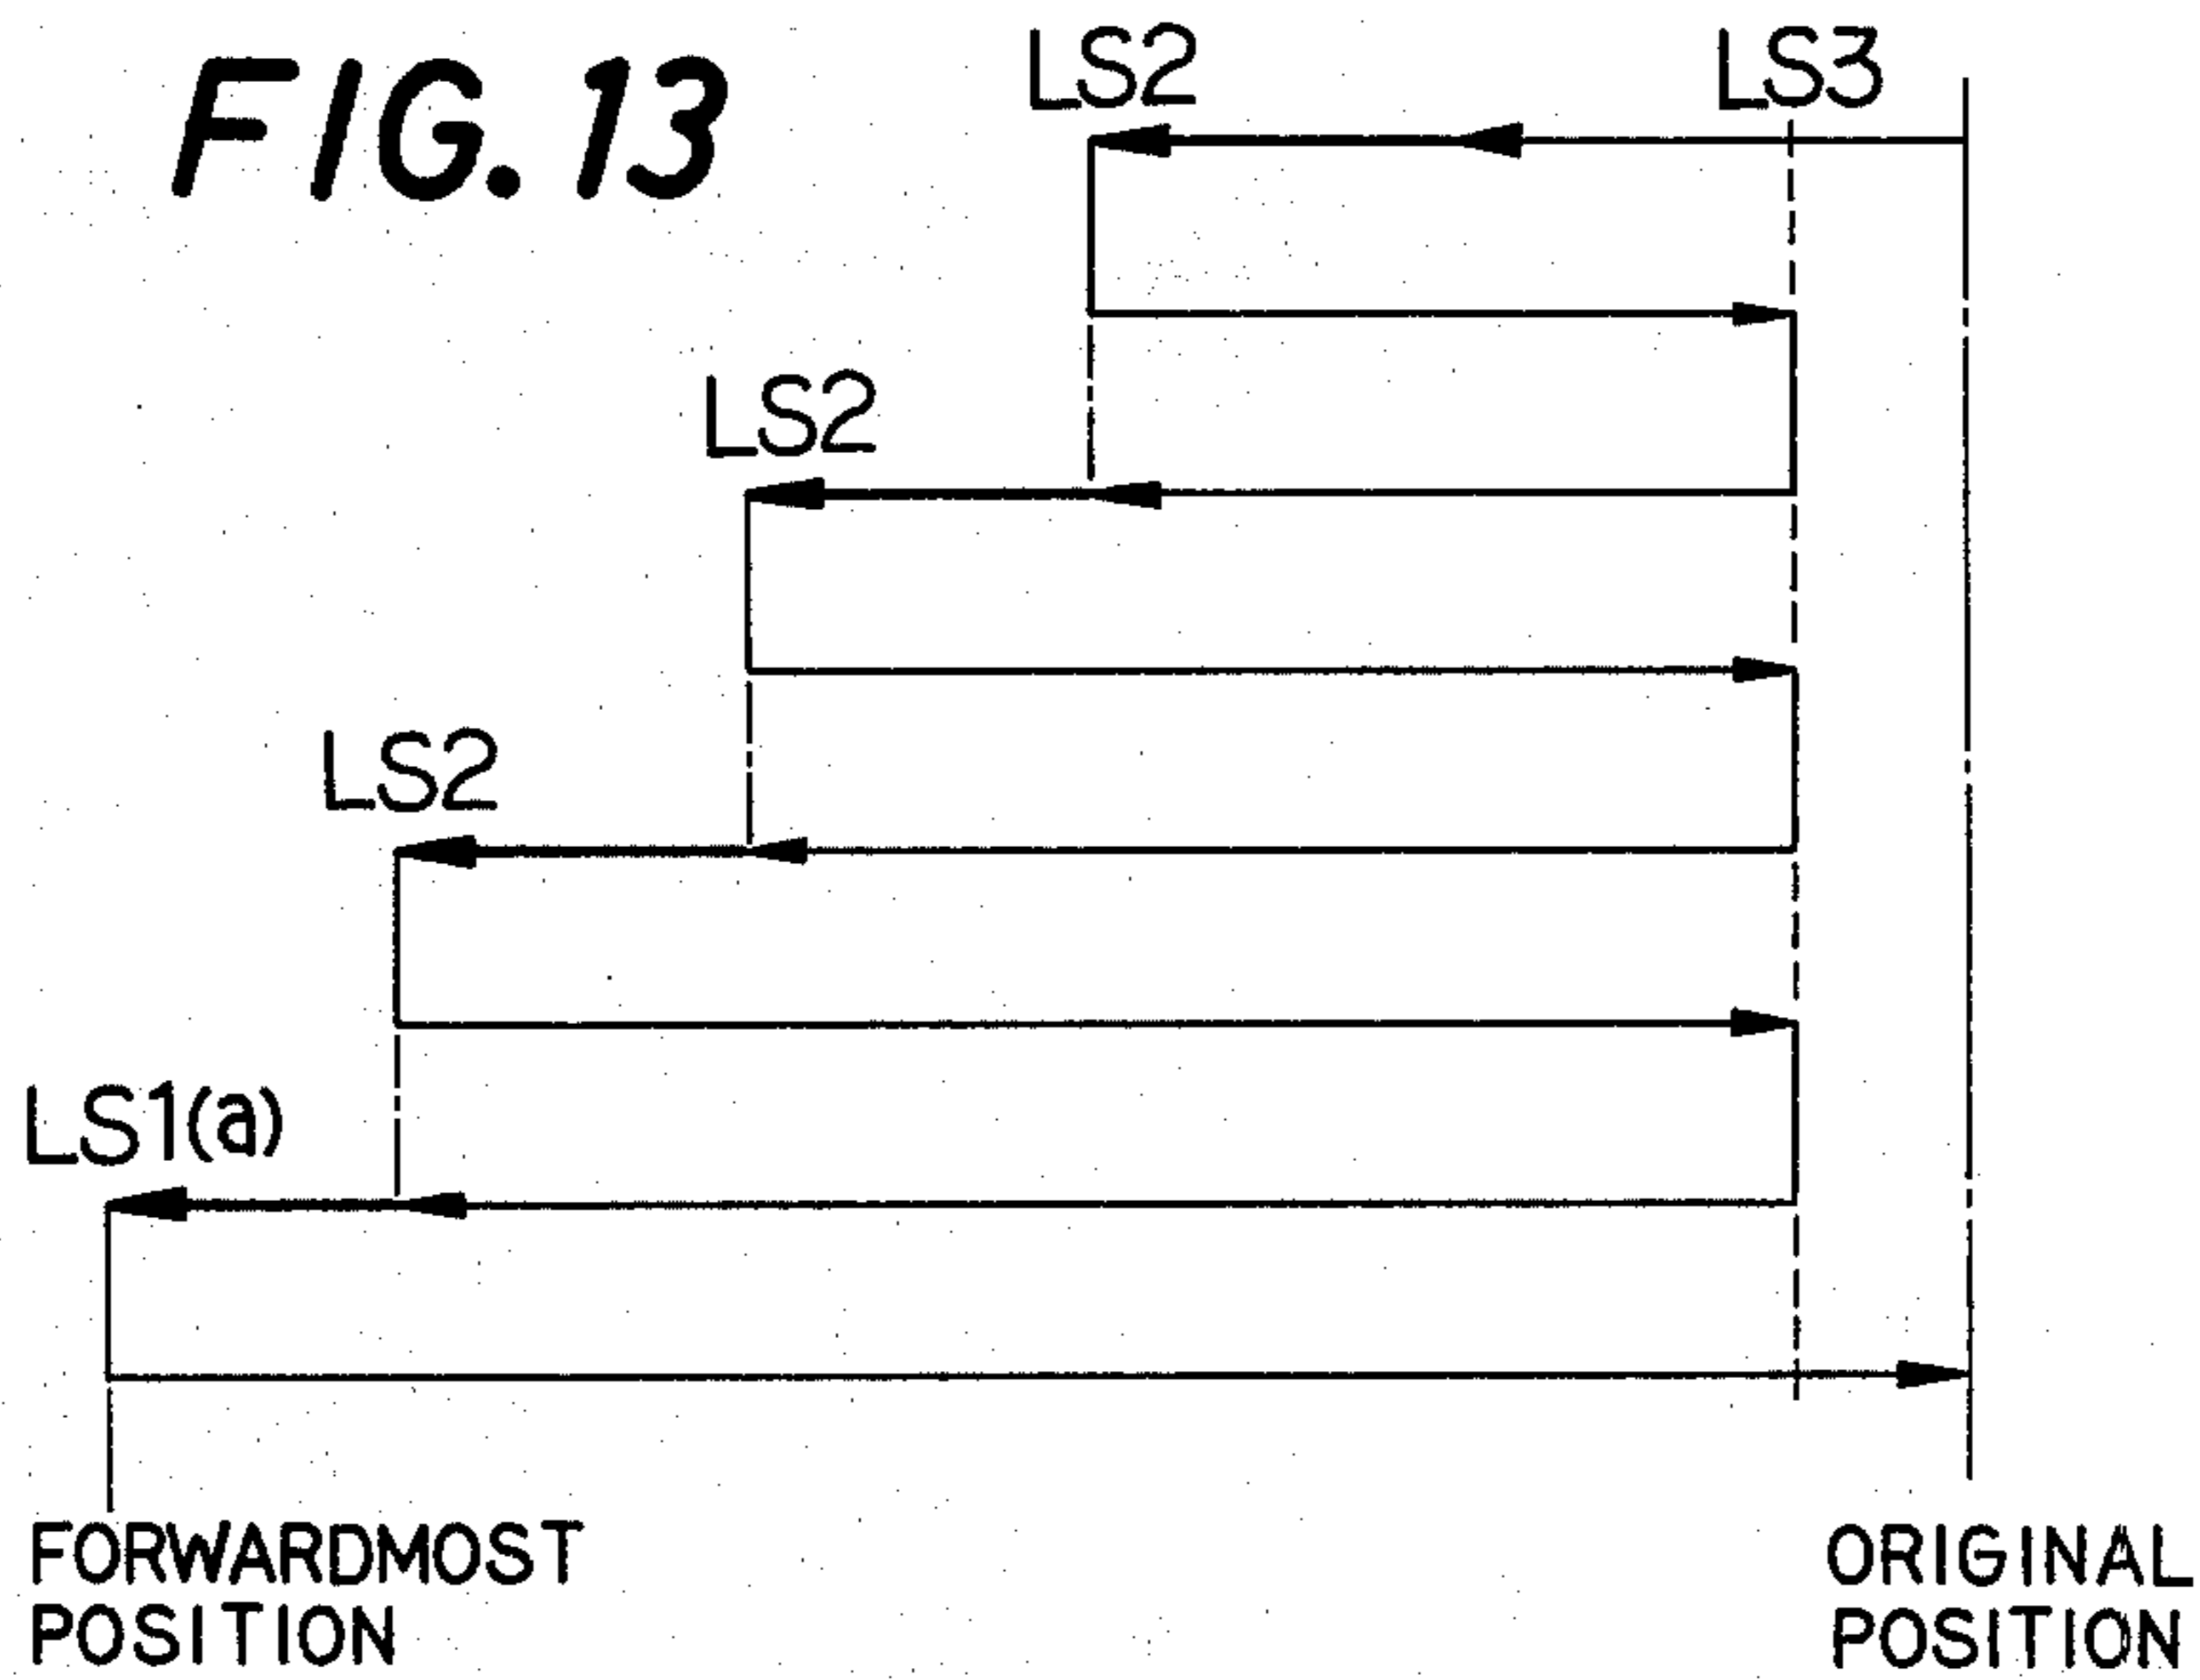 FIG. 13
LS2
LS3
LS2
LS2
LS1(a)
FORWARDMOST
POSITION
ORIGINAL
POSITION